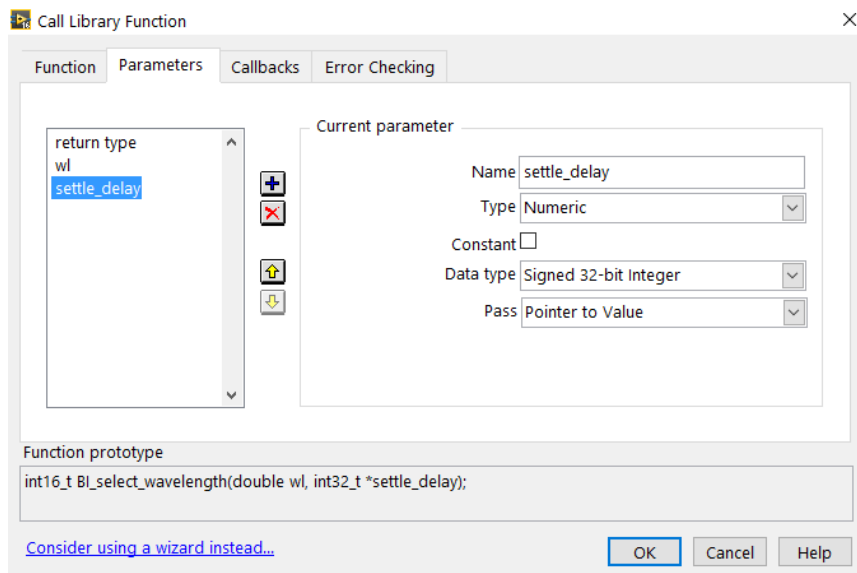 Call Library Function
Function Parameters Callbacks Error Checking
return type
wl
settle_delay
Current parameter
Name settle_delay
Type Numeric
Constant
Data type Signed 32-bit Integer
Pass Pointer to Value
Function prototype
int16_t BI_select_wavelength(double wl, int32_t *settle_delay);
Consider using a wizard instead...
OK Cancel Help